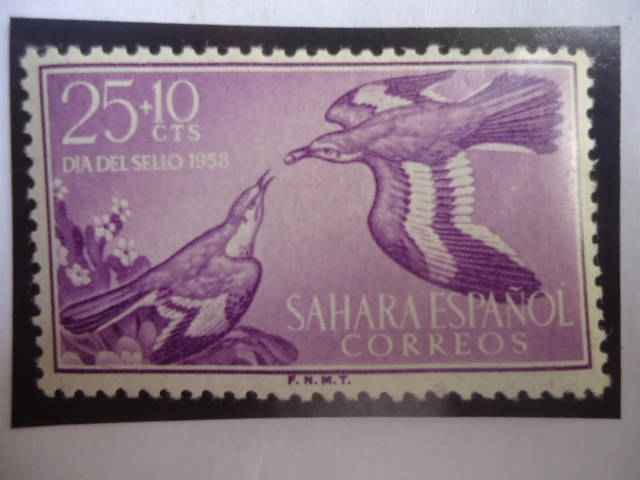 25+10
CTS
DIA DEL SELLO 1958
SAHARA ESPAÑOL
CORREOS
F. N. M. T.